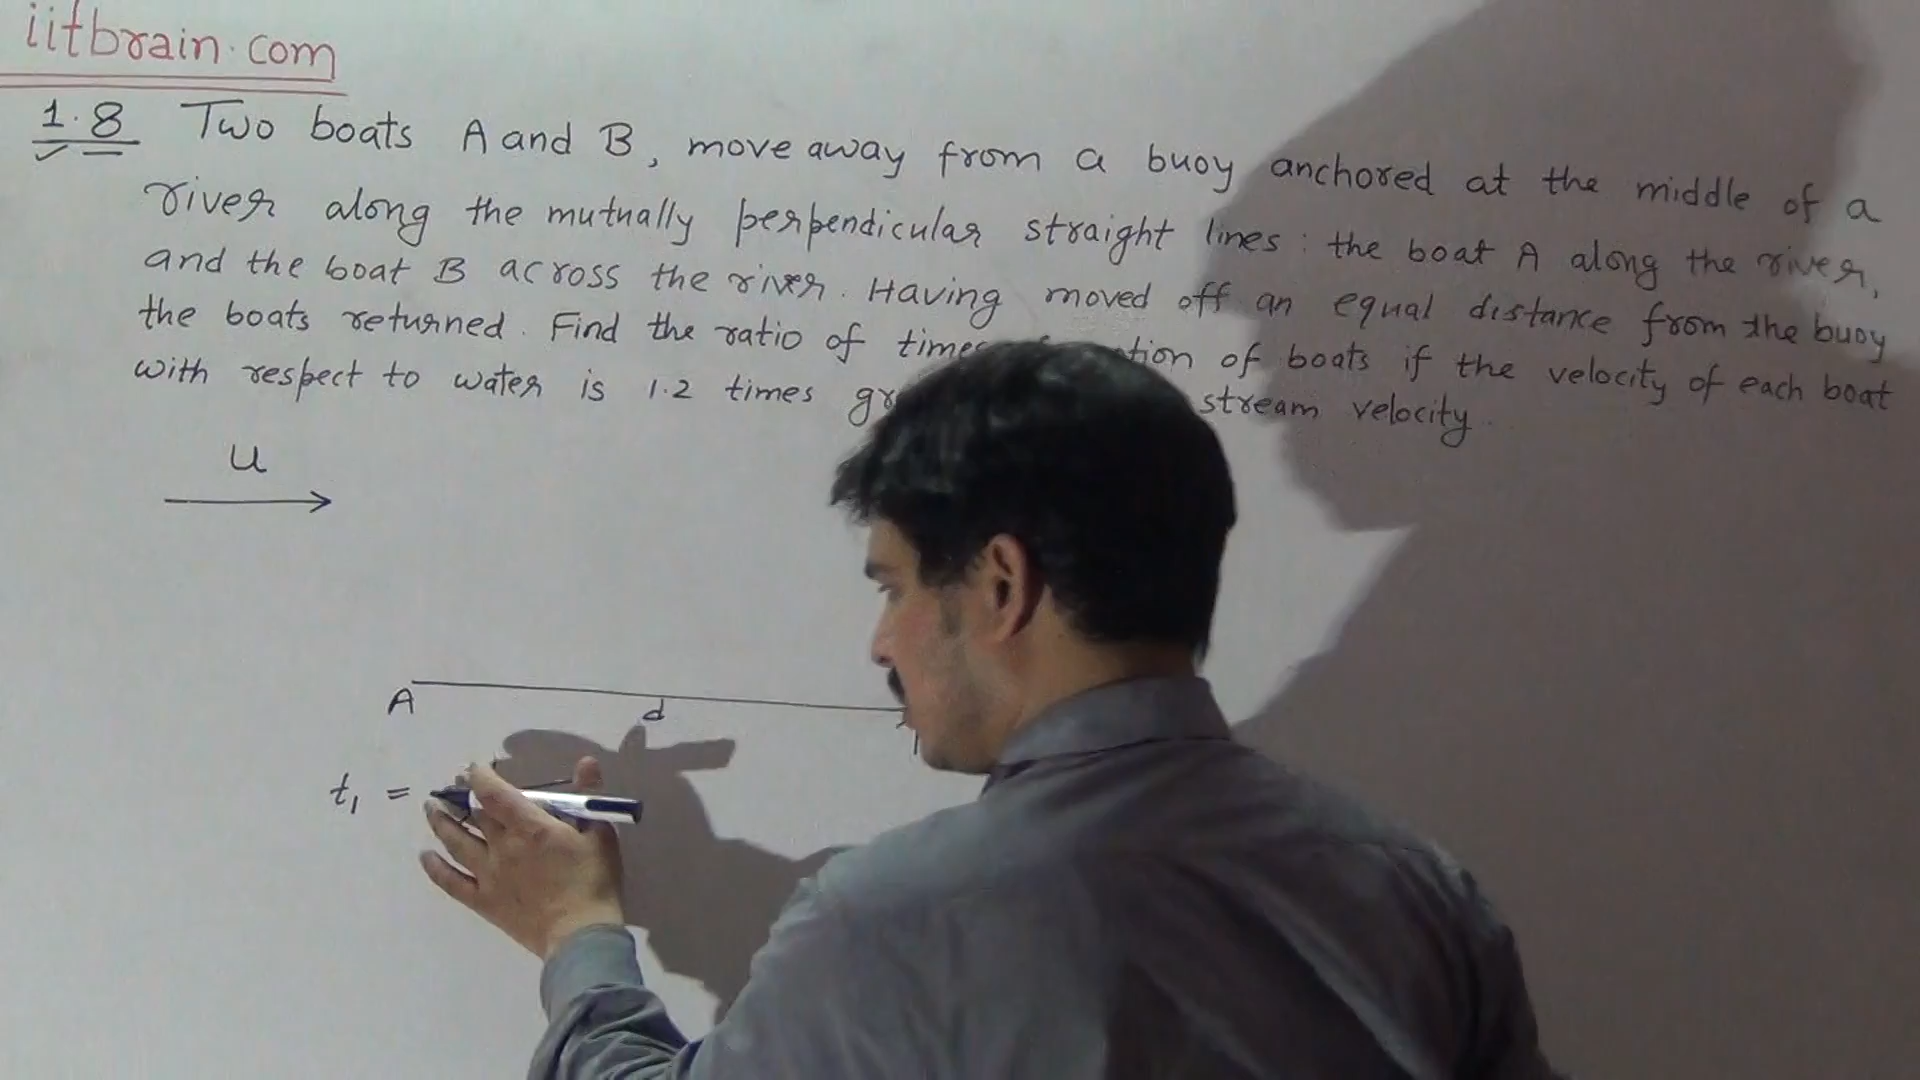 iitbrain.com
1.8 Two boats A and B, move away from a buoy anchored at the middle of a
river along the mutually perpendicular straight lines : the boat A along the river,
and the boat B across the river. Having moved off an equal distance from the buoy
the boats returned. Find the ratio of times of boats if the velocity of each boat
with respect to water is 1.2 times stream velocity.
u
A
d
t₁ =